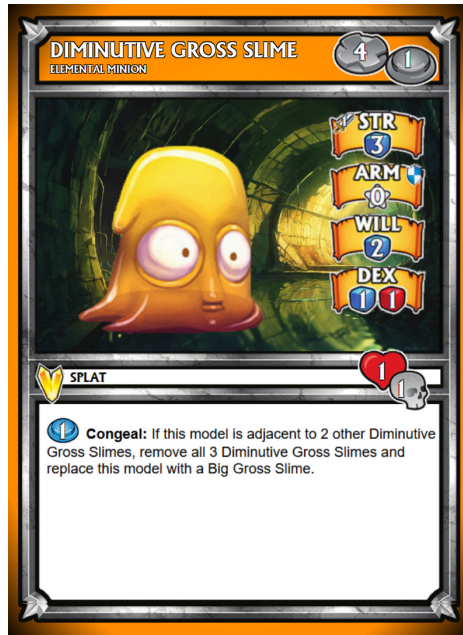 DIMINUTIVE GROSS SLIME
ELEMENTAL MINION
4 1
STR
3
ARM
0
WILL
2
DEX
1 1
SPLAT
1
1
1 Congeal: If this model is adjacent to 2 other Diminutive
Gross Slimes, remove all 3 Diminutive Gross Slimes and
replace this model with a Big Gross Slime.